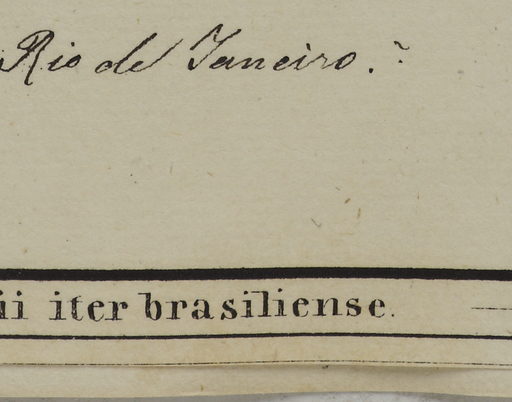 Rio de Janeiro.?
ii iter brasiliense.